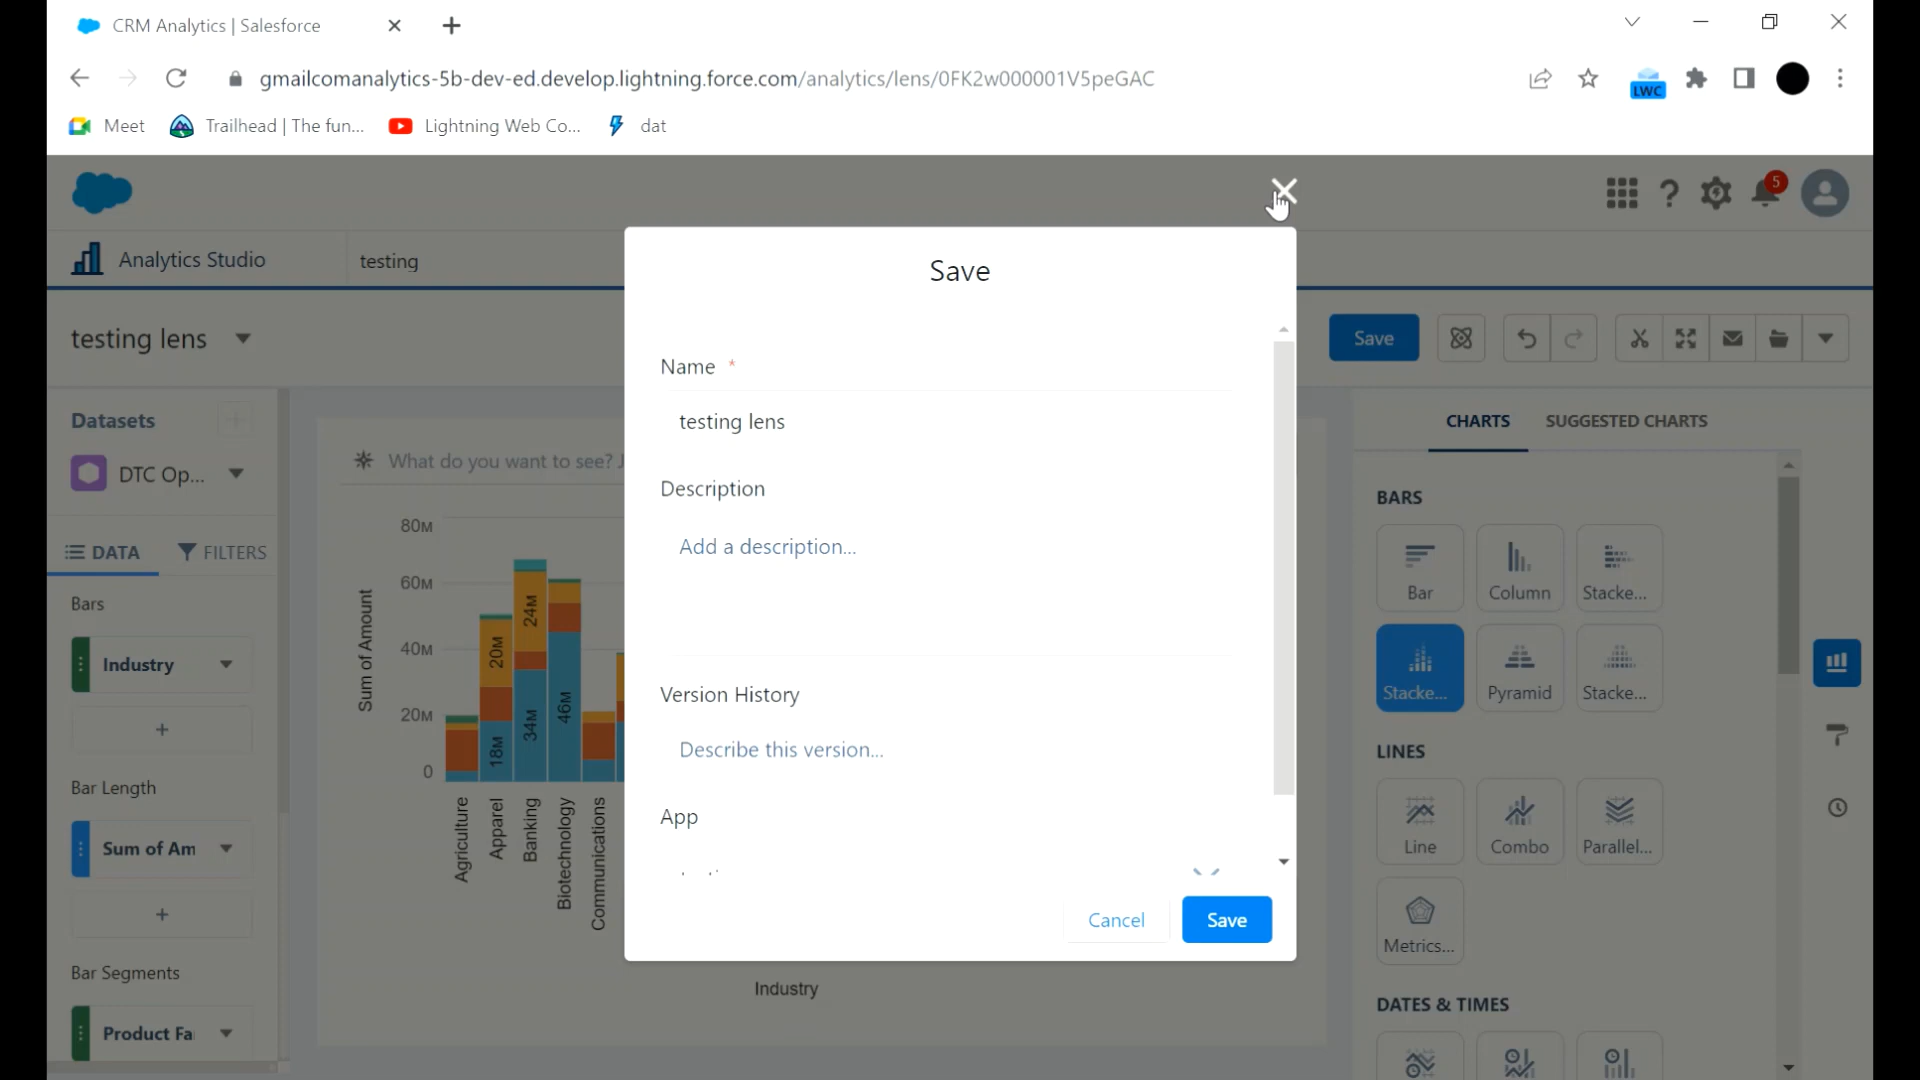 CRM Analytics | Salesforce
gmailcomanalytics-5b-dev-ed.develop.lightning.force.com/analytics/lens/0FK2w000001V5peGAC
LWC
Meet
Trailhead | The fun...
Lightning Web Co...
dat
5
Analytics Studio
testing
testing lens
Save
Datasets
DTC Op...
DATA
FILTERS
Bars
Industry
+
Bar Length
Sum of Am
+
Bar Segments
Product Fa
What do you want to see?
80M
60M
40M
20M
0
Sum of Amount
18M
20M
34M
24M
46M
Agriculture
Apparel
Banking
Biotechnology
Communications
Industry
Save
Name *
testing lens
Description
Add a description...
Version History
Describe this version...
App
Cancel
Save
CHARTS
SUGGESTED CHARTS
BARS
Bar
Column
Stacke...
Stacke...
Pyramid
Stacke...
LINES
Line
Combo
Parallel...
Metrics...
DATES & TIMES